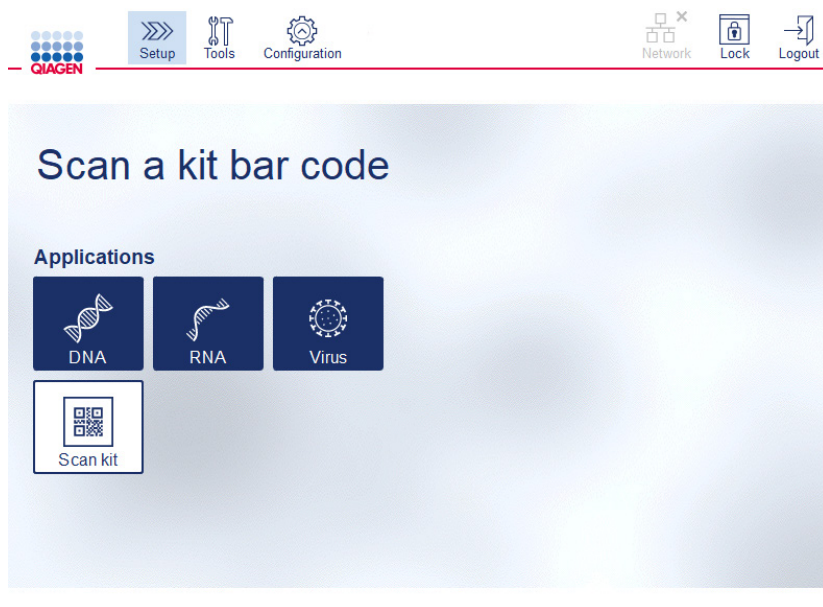 QIAGEN
Setup
Tools
Configuration
Network
Lock
Logout
Scan a kit bar code
Applications
DNA
RNA
Virus
Scan kit